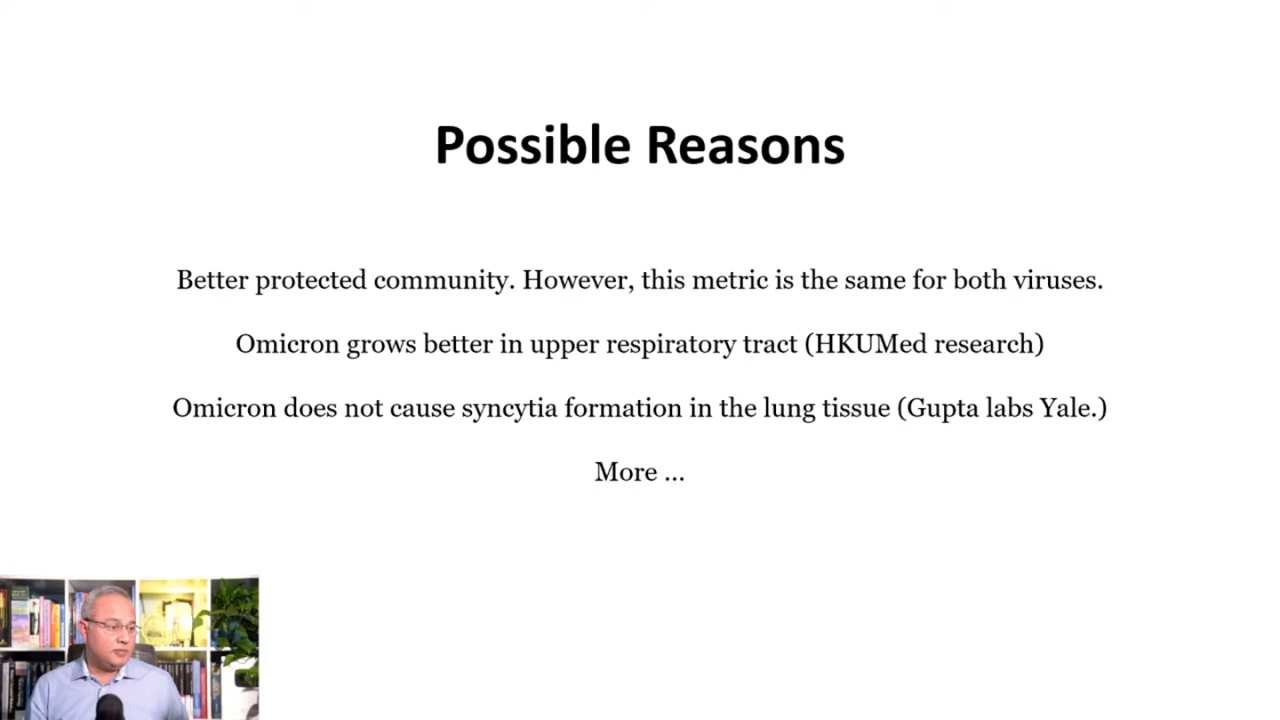 Possible Reasons
Better protected community. However, this metric is the same for both viruses.
Omicron grows better in upper respiratory tract (HKUMed research)
Omicron does not cause syncytia formation in the lung tissue (Gupta labs Yale.)
More ...